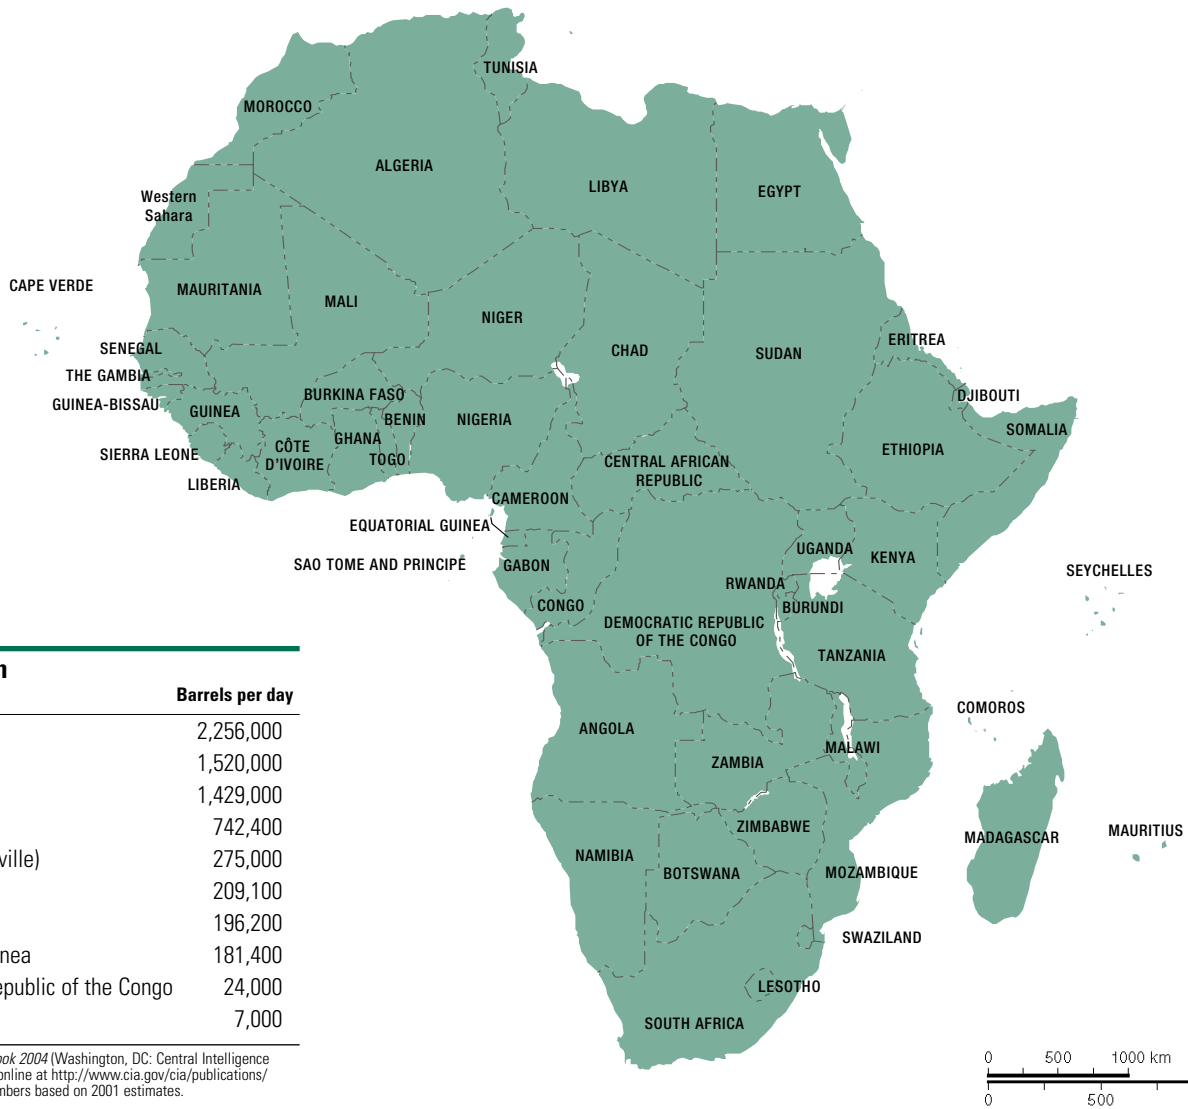 TUNISIA
MOROCCO
ALGERIA
LIBYA
EGYPT
Western
Sahara
CAPE VERDE
MAURITANIA
MALI
NIGER
CHAD
SUDAN
ERITREA
SENEGAL
THE GAMBIA
GUINEA-BISSAU
GUINEA
BURKINA FASO
BENIN
NIGERIA
DJIBOUTI
SOMALIA
SIERRA LEONE
CÔTE
D'IVOIRE
GHANA
TOGO
ETHIOPIA
LIBERIA
CENTRAL AFRICAN
REPUBLIC
CAMEROON
EQUATORIAL GUINEA
SAO TOME AND PRINCIPE
GABON
UGANDA
KENYA
SEYCHELLES
RWANDA
CONGO
BURUNDI
DEMOCRATIC REPUBLIC
OF THE CONGO
TANZANIA
COMOROS
ANGOLA
MALAWI
ZAMBIA
ZIMBABWE
MADAGASCAR
MAURITIUS
NAMIBIA
BOTSWANA
MOZAMBIQUE
SWAZILAND
LESOTHO
SOUTH AFRICA
n
Barrels per day
2,256,000
1,520,000
1,429,000
742,400
ville) 275,000
209,100
196,200
nea 181,400
epublic of the Congo 24,000
7,000
ok 2004 (Washington, DC: Central Intelligence
online at http://www.cia.gov/cia/publications/
mbers based on 2001 estimates.
0 500 1000 km
0 500